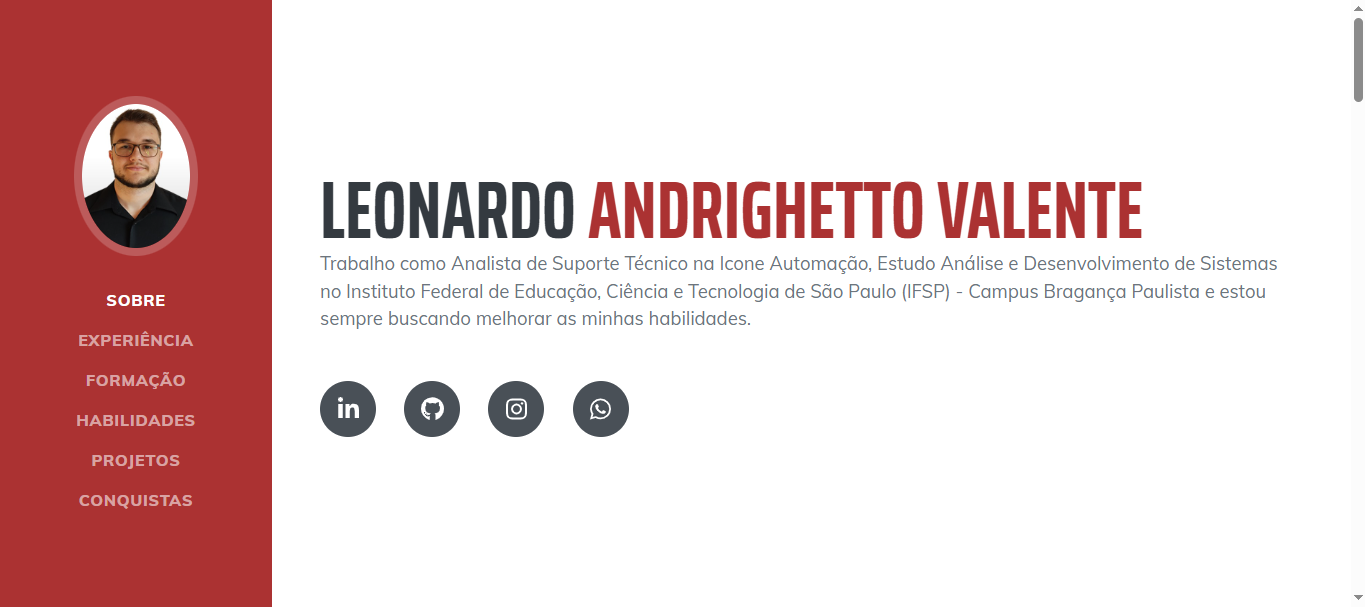 SOBRE
EXPERIÊNCIA
FORMAÇÃO
HABILIDADES
PROJETOS
CONQUISTAS
LEONARDO ANDRIGHETTO VALENTE
Trabalho como Analista de Suporte Técnico na Icone Automação, Estudo Análise e Desenvolvimento de Sistemas
no Instituto Federal de Educação, Ciência e Tecnologia de São Paulo (IFSP) - Campus Bragança Paulista e estou
sempre buscando melhorar as minhas habilidades.
in